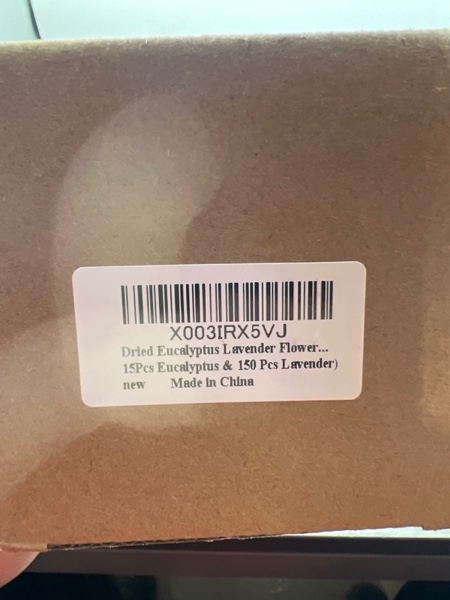 X003IRX5VJ
Dried Eucalyptus Lavender Flower...
15Pcs Eucalyptus & 150 Pcs Lavender)
new Made in China